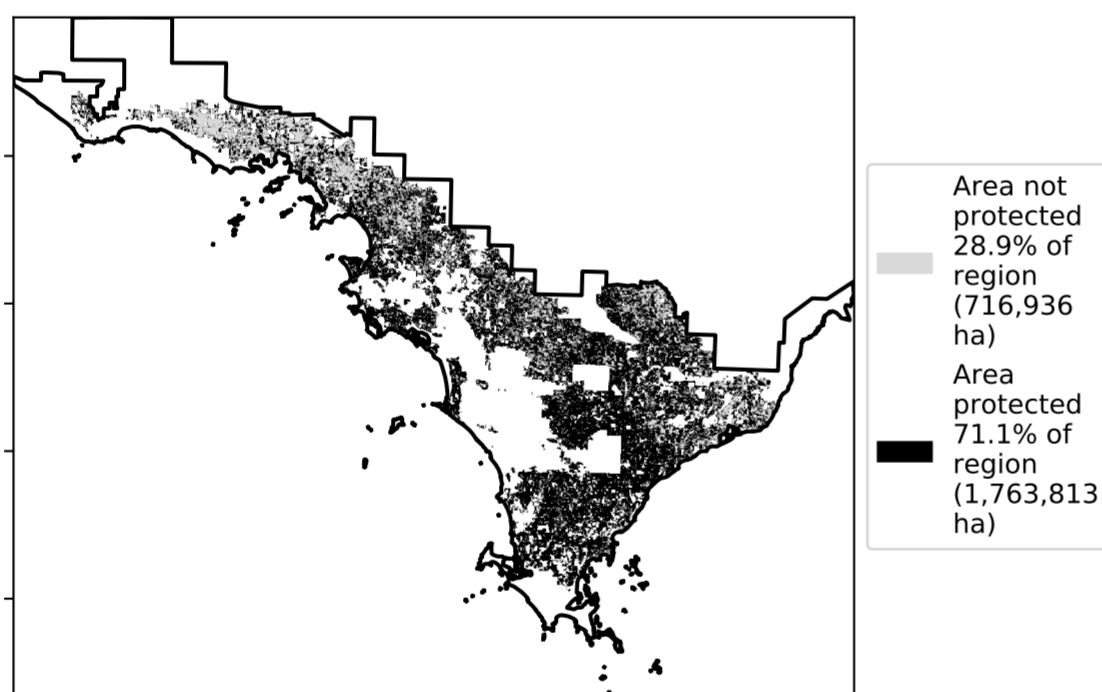 Area not
protected
28.9% of
region
(716,936
ha)
Area
protected
71.1% of
region
(1,763,813
ha)